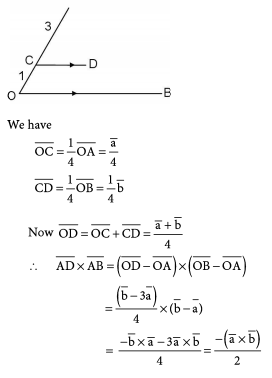 3
C D
1
O B
We have
OC̅ = 1/4 OA̅ = a̅/4
CD̅ = 1/4 OB̅ = 1/4 b̅
Now OD̅ = OC̅ + CD̅ = (a̅ + b̅)/4
∴ AD̅ × AB̅ = (OD̅ − OA̅) × (OB̅ − OA̅)
= (b̅ − 3a̅)/4 × (b̅ − a̅)
= (−b̅ × a̅ − 3a̅ × b̅)/4 = −(a̅ × b̅)/2